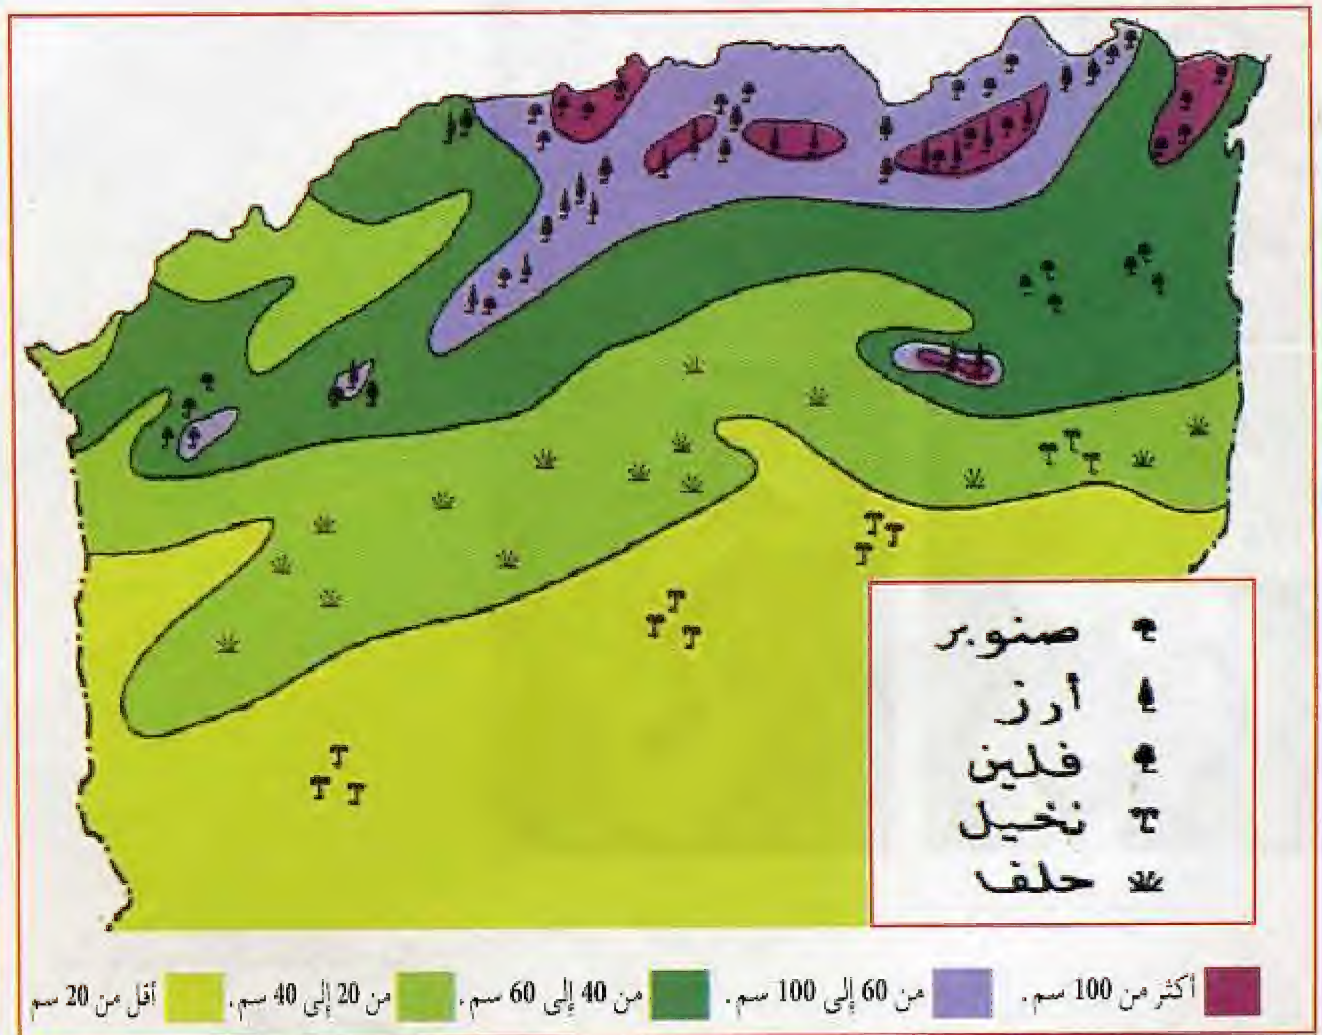 صنوبر
أرز
فلين
نخيل
حلفا
أكثر من 100 سم.
من 60 إلى 100 سم.
من 40 إلى 60 سم.
من 20 إلى 40 سم.
أقل من 20 سم